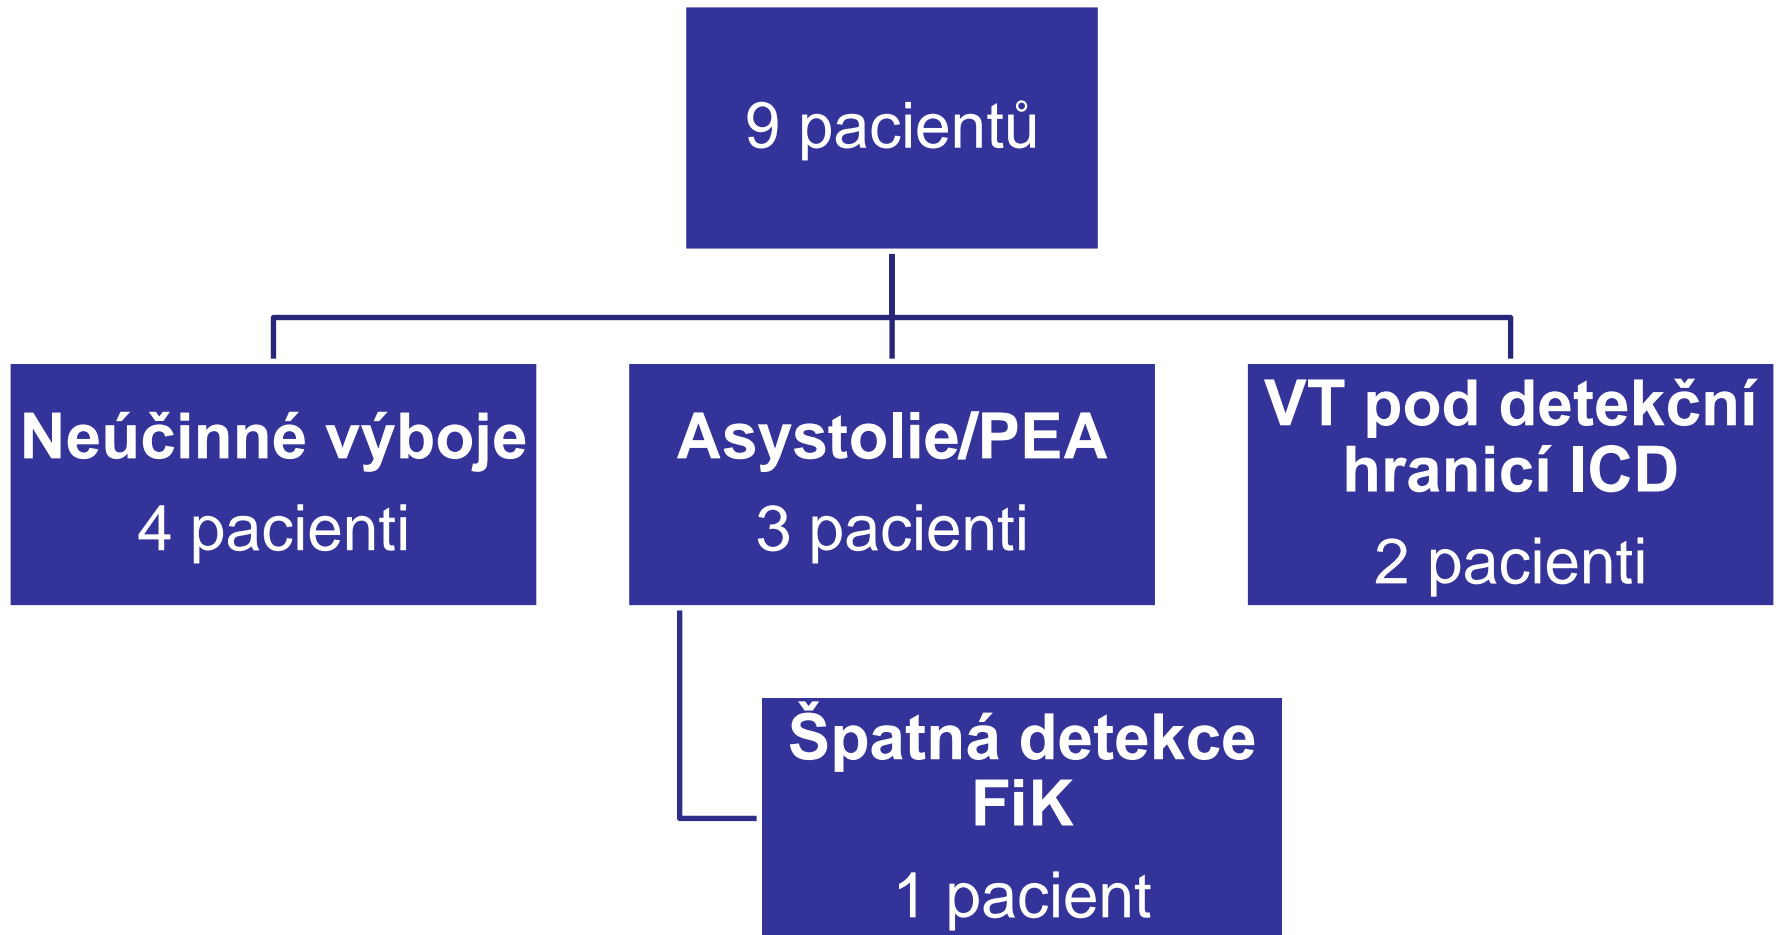 9 pacientů
Neúčinné výboje
4 pacienti
Asystolie/PEA
3 pacienti
VT pod detekční
hranicí ICD
2 pacienti
Špatná detekce
FiK
1 pacient